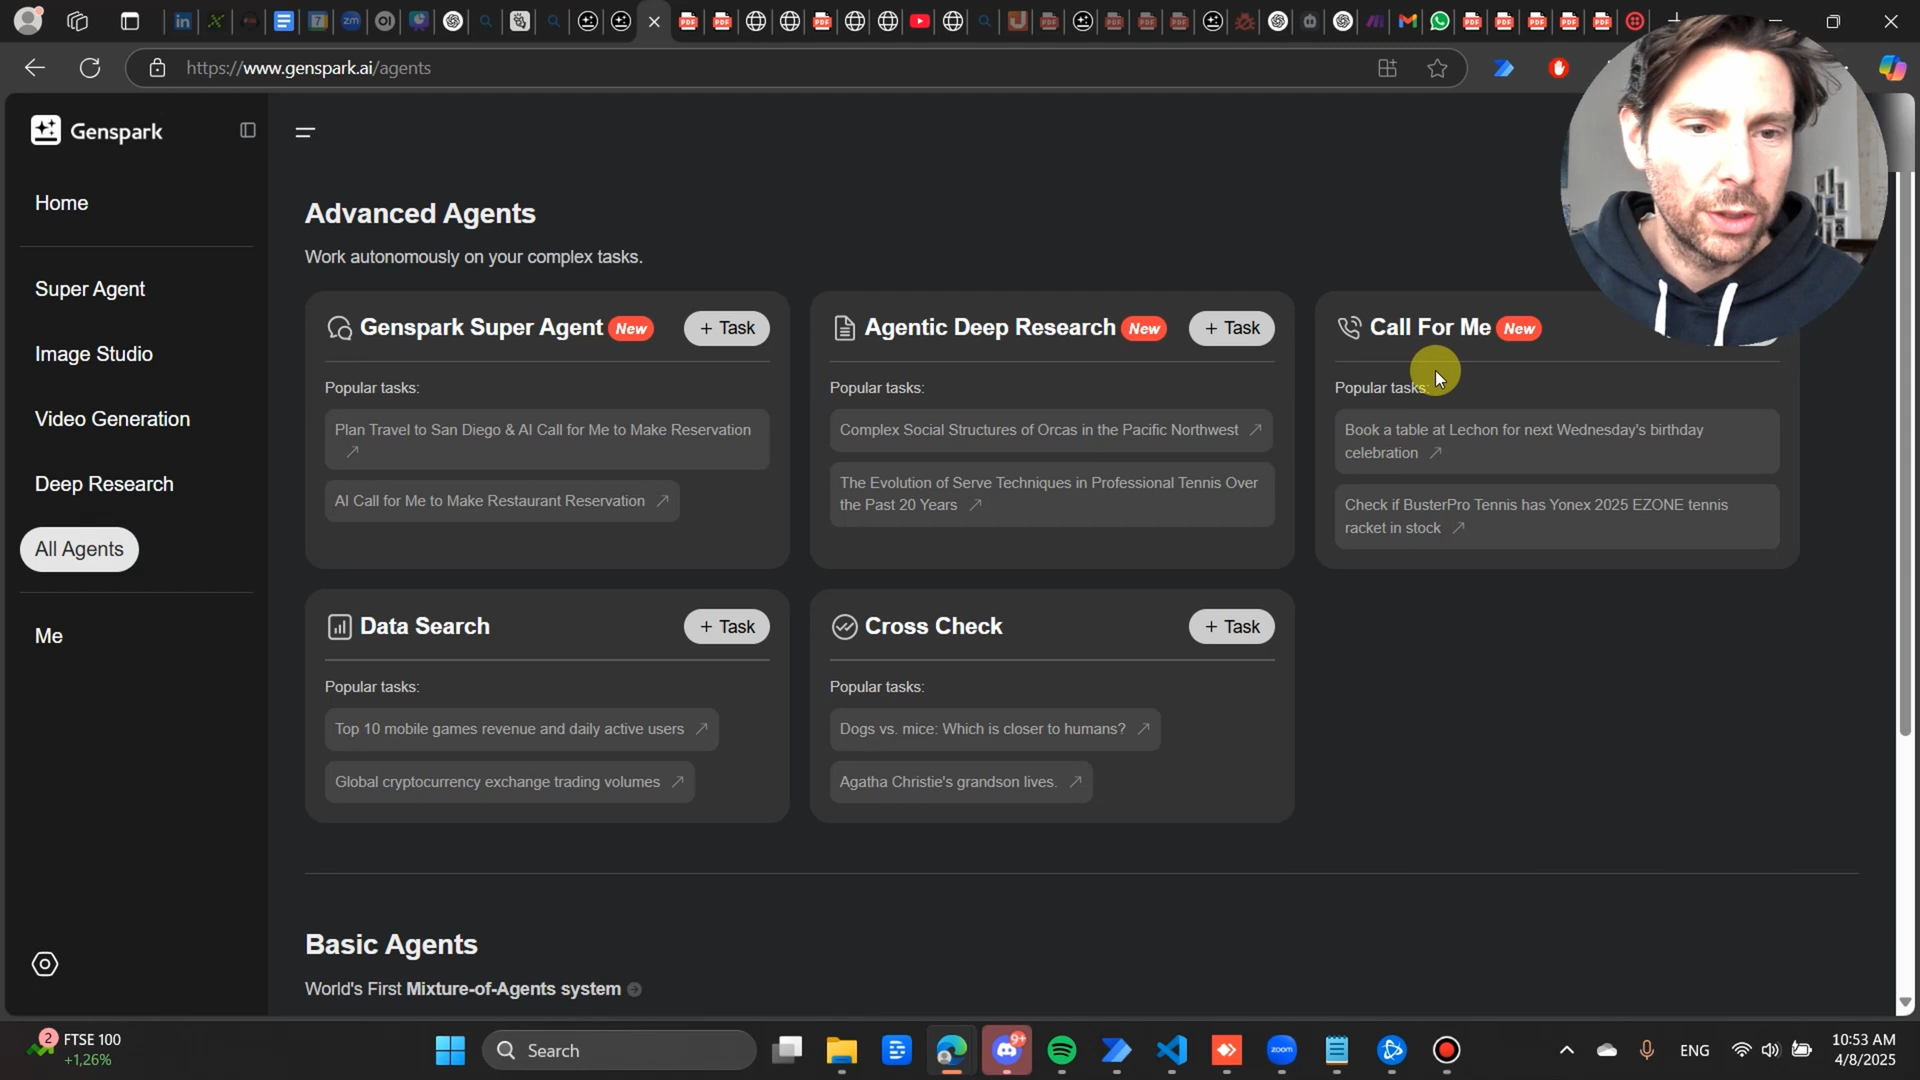 https://www.genspark.ai/agents
Genspark
Home
Super Agent
Image Studio
Video Generation
Deep Research
All Agents
Me
Advanced Agents
Work autonomously on your complex tasks.
Genspark Super Agent New + Task
Popular tasks:
Plan Travel to San Diego & AI Call for Me to Make Reservation
AI Call for Me to Make Restaurant Reservation
Agentic Deep Research New + Task
Popular tasks:
Complex Social Structures of Orcas in the Pacific Northwest
The Evolution of Serve Techniques in Professional Tennis Over
the Past 20 Years
Call For Me New
Popular tasks:
Book a table at Lechon for next Wednesday's birthday
celebration
Check if BusterPro Tennis has Yonex 2025 EZONE tennis
racket in stock
Data Search + Task
Popular tasks:
Top 10 mobile games revenue and daily active users
Global cryptocurrency exchange trading volumes
Cross Check + Task
Popular tasks:
Dogs vs. mice: Which is closer to humans?
Agatha Christie's grandson lives.
Basic Agents
World's First Mixture-of-Agents system
2
FTSE 100
+1,26%
Search
9+
zoom
ENG
10:53 AM
4/8/2025